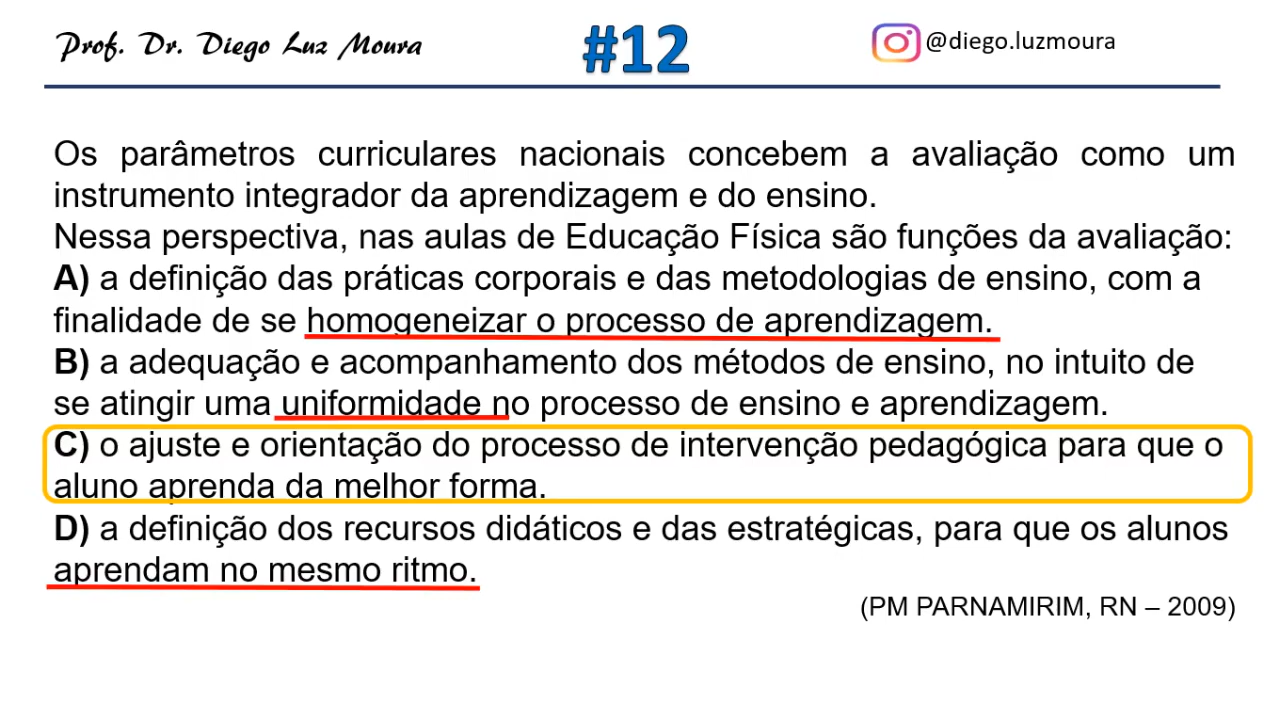 Prof. Dr. Diego Luz Moura
#12
@diego.luzmoura
Os parâmetros curriculares nacionais concebem a avaliação como um
instrumento integrador da aprendizagem e do ensino.
Nessa perspectiva, nas aulas de Educação Física são funções da avaliação:
A) a definição das práticas corporais e das metodologias de ensino, com a
finalidade de se homogeneizar o processo de aprendizagem.
B) a adequação e acompanhamento dos métodos de ensino, no intuito de
se atingir uma uniformidade no processo de ensino e aprendizagem.
C) o ajuste e orientação do processo de intervenção pedagógica para que o
aluno aprenda da melhor forma.
D) a definição dos recursos didáticos e das estratégicas, para que os alunos
aprendam no mesmo ritmo.
(PM PARNAMIRIM, RN – 2009)